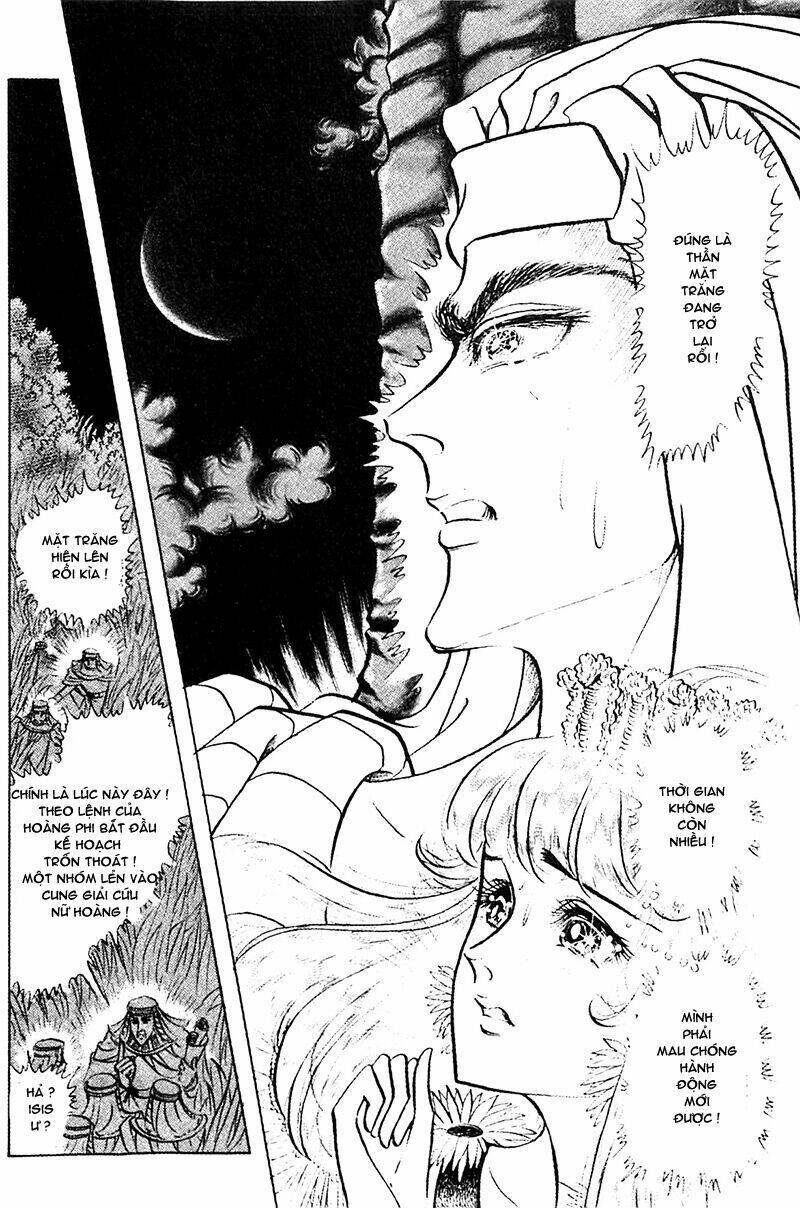 ĐÚNG LÀ
THẦN
MẶT
TRĂNG
ĐANG
TRỞ
LẠI
RỒI !
THỜI GIAN
KHÔNG
CÒN
NHIỀU !
MÌNH
PHẢI
MAU CHÓNG
HÀNH
ĐỘNG
MỚI
ĐƯỢC !
MẶT TRĂNG
HIỆN LÊN
RỒI KÌA !
CHÍNH LÀ LÚC NÀY ĐÂY !
THEO LỆNH CỦA
HOÀNG PHI BẮT ĐẦU
KẾ HOẠCH
TRỐN THOÁT !
MỘT NHÓM LẺN VÀO
CUNG GIẢI CỨU
NỮ HOÀNG !
HẢ ?
ISIS
Ư ?